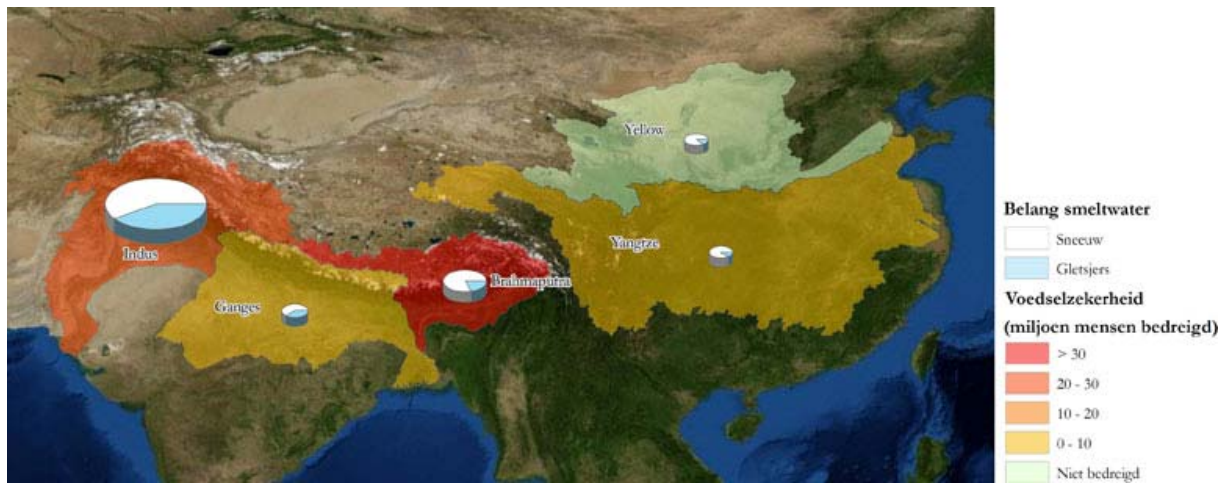 Yellow
Indus
Yangtze
Brahmaputra
Ganges
Belang smeltwater
Sneeuw
Gletsjers
Voedselzekerheid
(miljoen mensen bedreigd)
> 30
20 - 30
10 - 20
0 - 10
Niet bedreigd